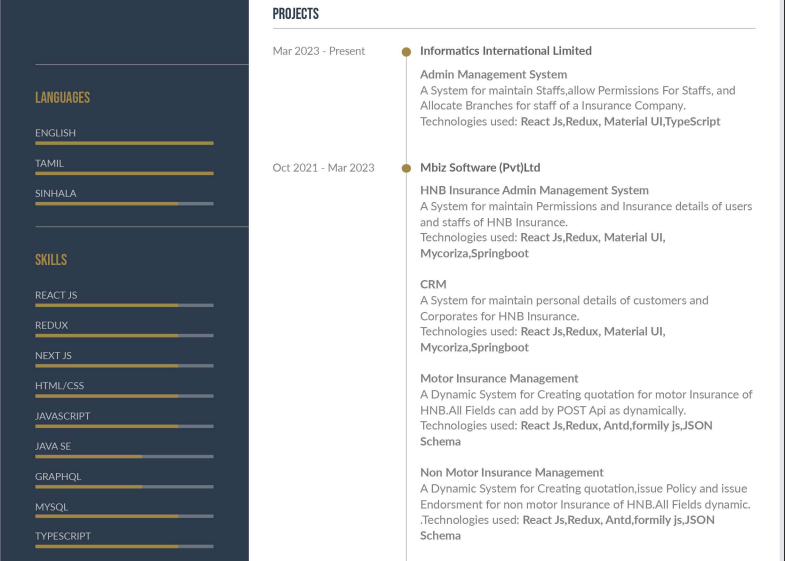 LANGUAGES
ENGLISH
TAMIL
SINHALA
SKILLS
REACT JS
REDUX
NEXT JS
HTML/CSS
JAVASCRIPT
JAVA SE
GRAPHQL
MYSQL
TYPESCRIPT
PROJECTS
Mar 2023 - Present
Informatics International Limited
Admin Management System
A System for maintain Staffs,allow Permissions For Staffs, and
Allocate Branches for staff of a Insurance Company.
Technologies used: React Js,Redux, Material UI,TypeScript
Oct 2021 - Mar 2023
Mbiz Software (Pvt)Ltd
HNB Insurance Admin Management System
A System for maintain Permissions and Insurance details of users
and staffs of HNB Insurance.
Technologies used: React Js,Redux, Material UI,
Mycoriza,Springboot
CRM
A System for maintain personal details of customers and
Corporates for HNB Insurance.
Technologies used: React Js,Redux, Material UI,
Mycoriza,Springboot
Motor Insurance Management
A Dynamic System for Creating quotation for motor Insurance of
HNB.All Fields can add by POST Api as dynamically.
Technologies used: React Js,Redux, Antd,formily js,JSON
Schema
Non Motor Insurance Management
A Dynamic System for Creating quotation,issue Policy and issue
Endorsment for non motor Insurance of HNB.All Fields dynamic.
.Technologies used: React Js,Redux, Antd,formily js,JSON
Schema